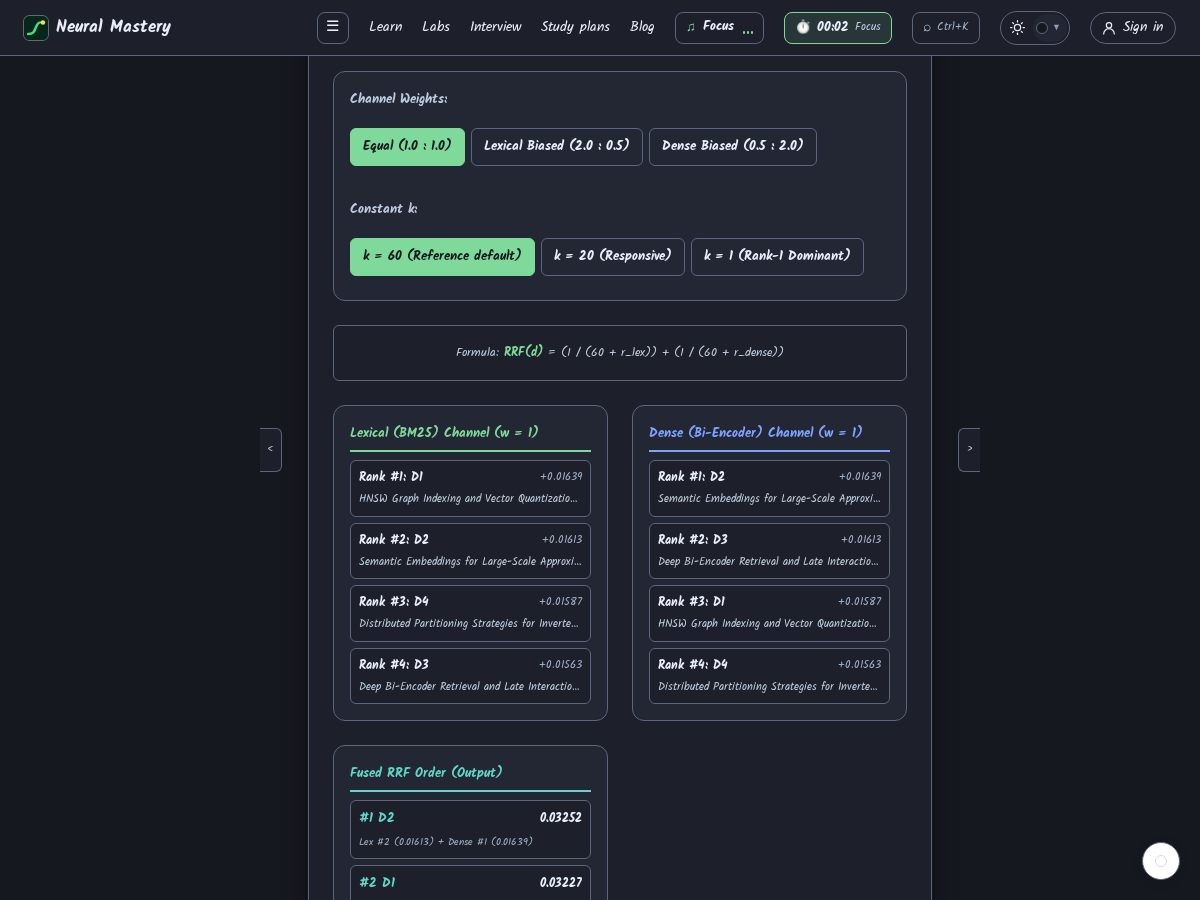 Neural Mastery
☰
Learn
Labs
Interview
Study plans
Blog
♫ Focus ...
⏱ 00:02 Focus
⌕ Ctrl+K
▾
Sign in
Channel Weights:
Equal (1.0 : 1.0)
Lexical Biased (2.0 : 0.5)
Dense Biased (0.5 : 2.0)
Constant k:
k = 60 (Reference default)
k = 20 (Responsive)
k = 1 (Rank-1 Dominant)
Formula: RRF(d) = (1 / (60 + r_lex)) + (1 / (60 + r_dense))
<
>
Lexical (BM25) Channel (w = 1)
Rank #1: D1 +0.01639
HNSW Graph Indexing and Vector Quantizatio...
Rank #2: D2 +0.01613
Semantic Embeddings for Large-Scale Approxi...
Rank #3: D4 +0.01587
Distributed Partitioning Strategies for Inverte...
Rank #4: D3 +0.01563
Deep Bi-Encoder Retrieval and Late Interactio...
Dense (Bi-Encoder) Channel (w = 1)
Rank #1: D2 +0.01639
Semantic Embeddings for Large-Scale Approxi...
Rank #2: D3 +0.01613
Deep Bi-Encoder Retrieval and Late Interactio...
Rank #3: D1 +0.01587
HNSW Graph Indexing and Vector Quantizatio...
Rank #4: D4 +0.01563
Distributed Partitioning Strategies for Inverte...
Fused RRF Order (Output)
#1 D2 0.03252
Lex #2 (0.01613) + Dense #1 (0.01639)
#2 D1 0.03227